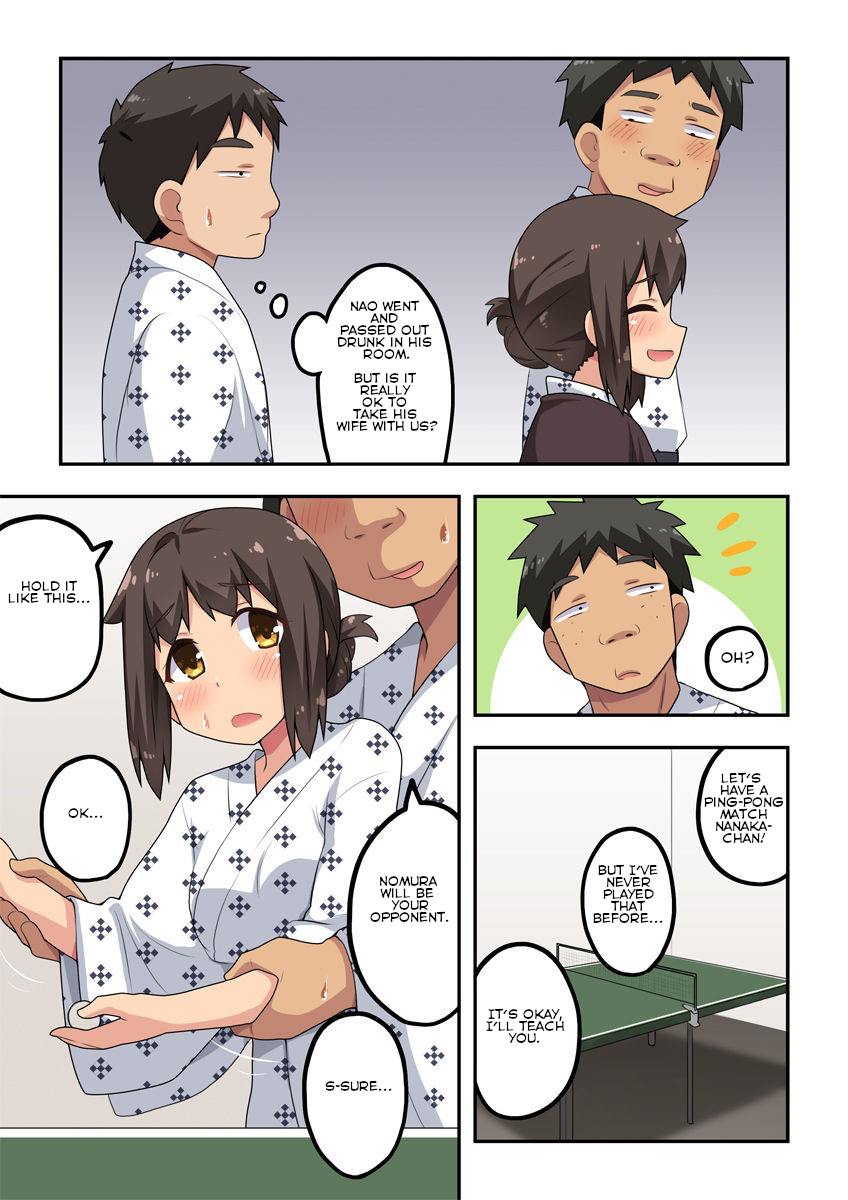 NAO WENT
AND
PASSED OUT
DRUNK IN HIS
ROOM.
BUT IS IT
REALLY
OK TO
TAKE HIS
WIFE WITH US?
OH?
LET'S
HAVE A
PING-PONG
MATCH
NANAKA-
CHAN!
BUT I'VE
NEVER
PLAYED
THAT
BEFORE...
IT'S OKAY,
I'LL TEACH
YOU.
HOLD IT
LIKE THIS...
OK...
NOMURA
WILL BE
YOUR
OPPONENT.
S-SURE...